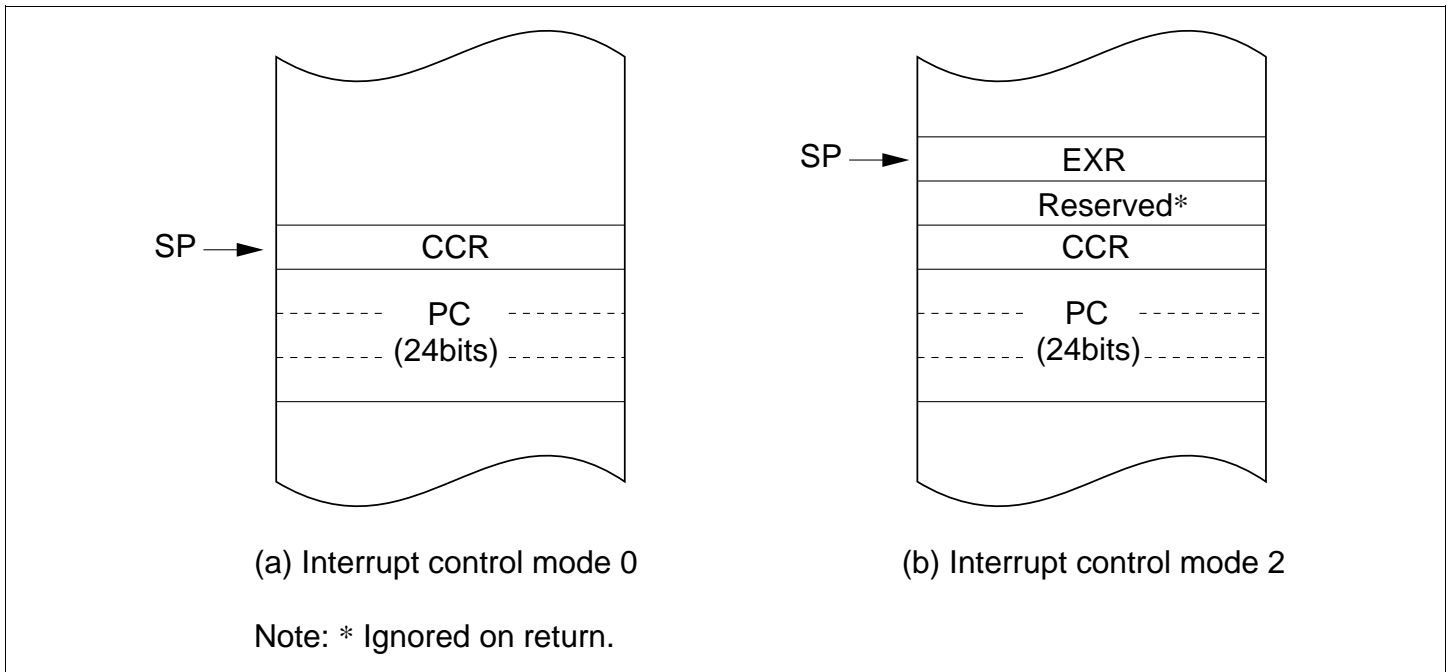 SP
CCR
PC
(24bits)
(a) Interrupt control mode 0
SP
EXR
Reserved*
CCR
PC
(24bits)
(b) Interrupt control mode 2
Note: * Ignored on return.